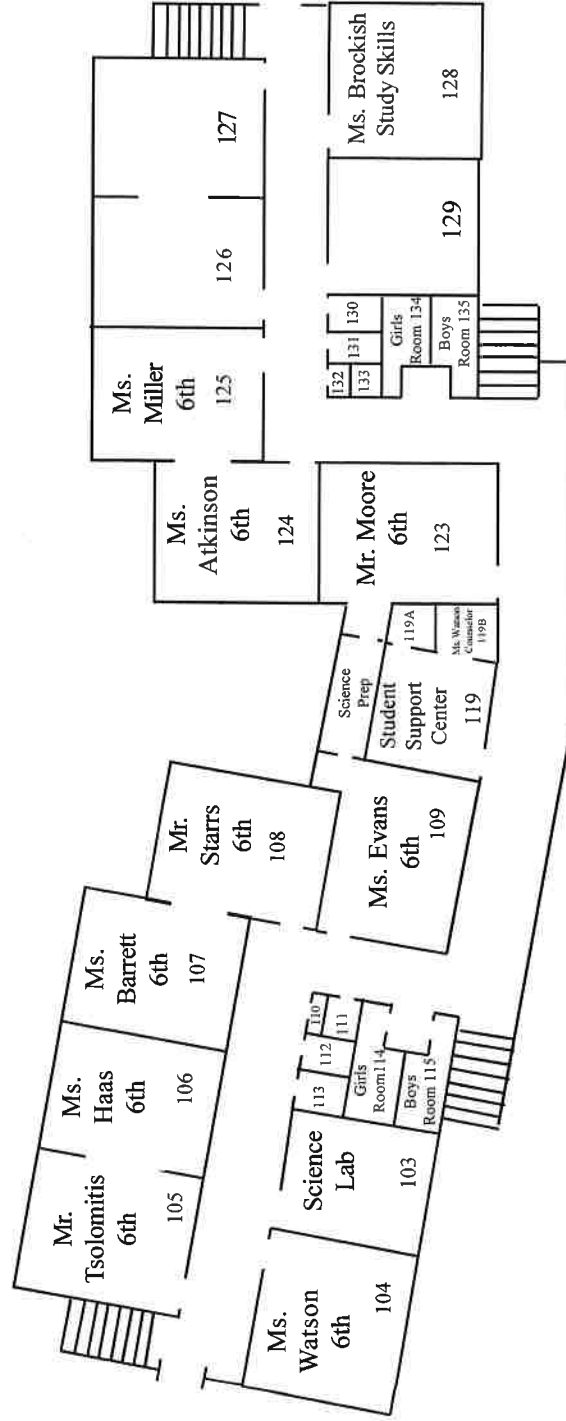 Mr.
Tsolomitis
6th
105
Ms.
Haas
6th
106
Ms.
Barrett
6th
107
Mr.
Starrs
6th
108
Ms.
Atkinson
6th
124
Ms.
Miller
6th
125
126
127
Ms.
Watson
6th
104
Science
Lab
103
113
112
110
111
Girls
Room114
Boys
Room 115
Ms. Evans
6th
109
Science
Prep
Student
Support
Center
119
119A
Ms. Watson
Counselor
119B
Mr. Moore
6th
123
132
133
131
130
Girls
Room 134
Boys
Room 135
129
Ms. Brockish
Study Skills
128